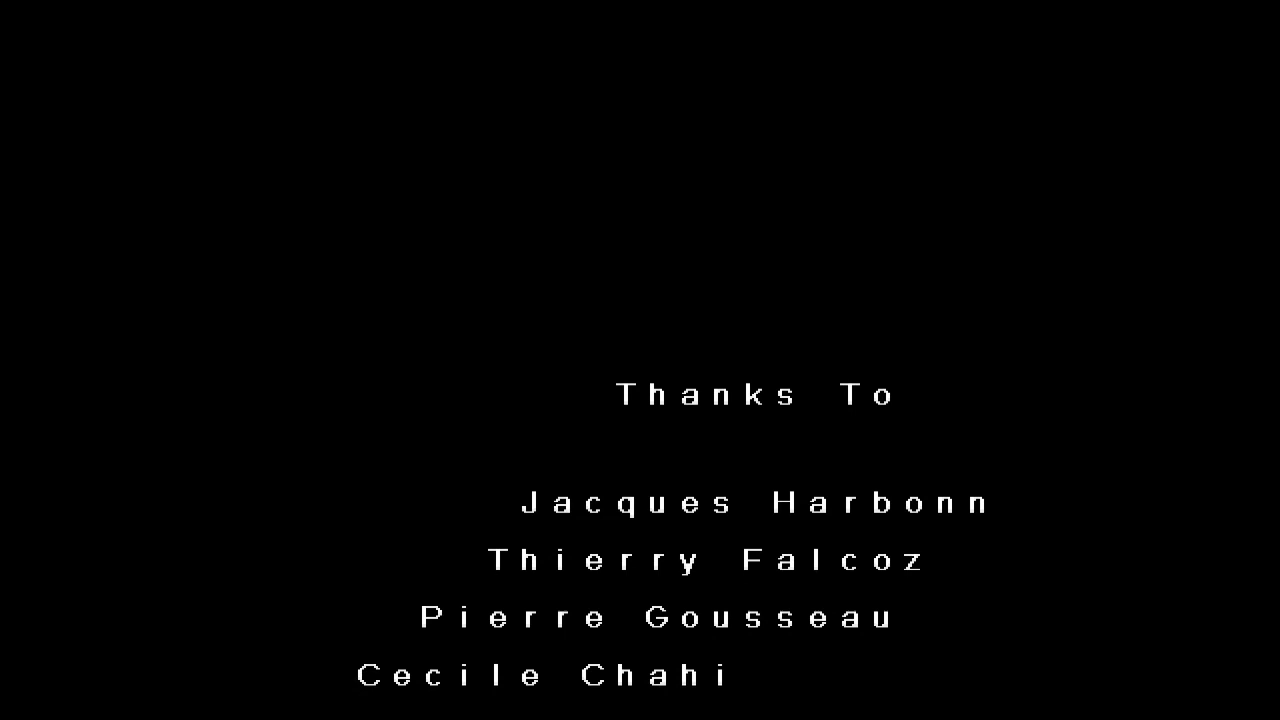 Thanks To
Jacques Harbonn
Thierry Falcoz
Pierre Gousseau
Cecile Chahi